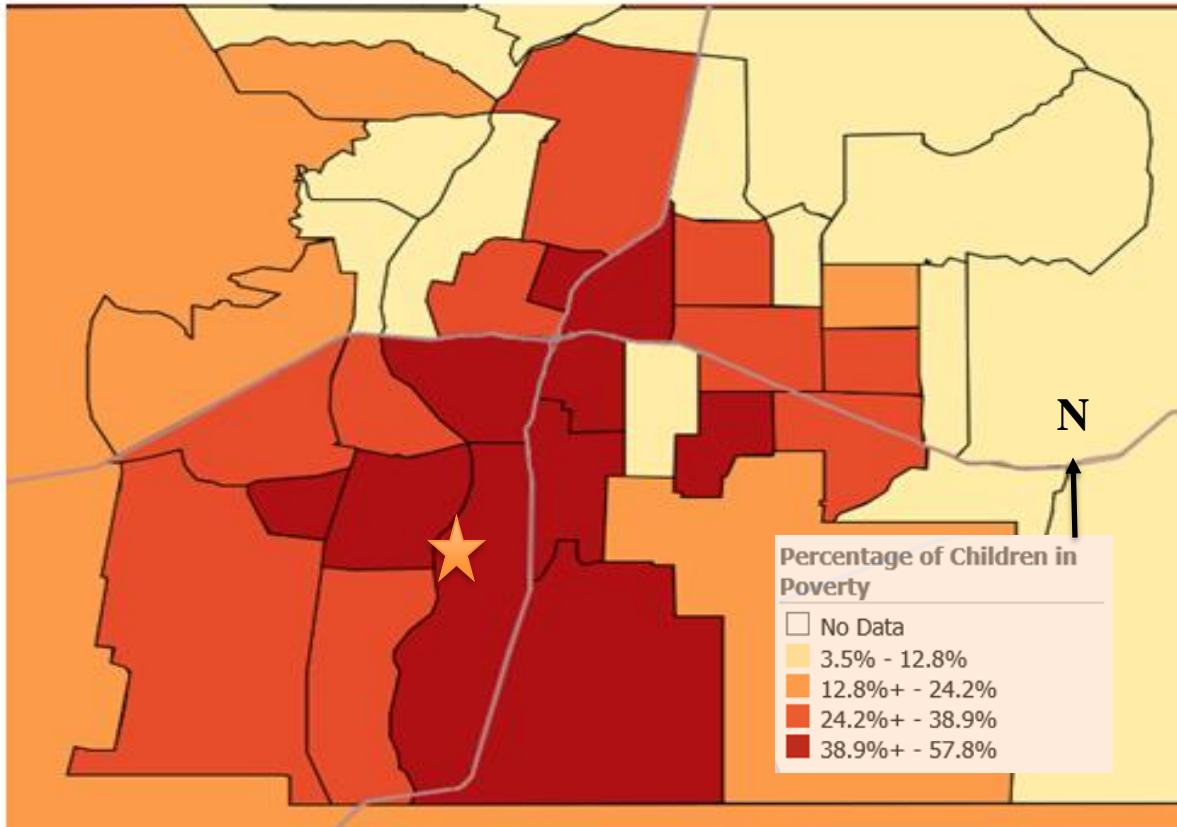 N
Percentage of Children in
Poverty
No Data
3.5% - 12.8%
12.8%+ - 24.2%
24.2%+ - 38.9%
38.9%+ - 57.8%